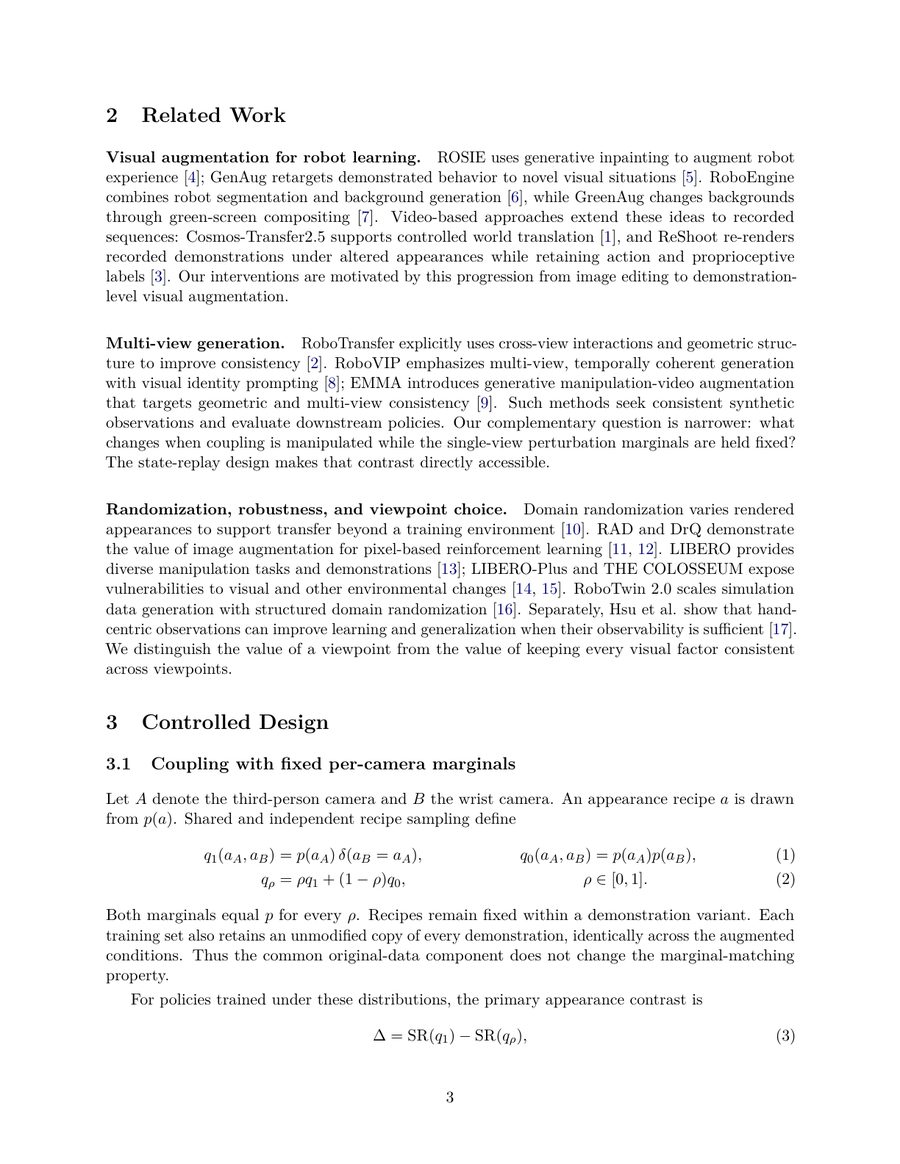 2 Related Work
Visual augmentation for robot learning. ROSIE uses generative inpainting to augment robot
experience [4]; GenAug retargets demonstrated behavior to novel visual situations [5]. RoboEngine
combines robot segmentation and background generation [6], while GreenAug changes backgrounds
through green-screen compositing [7]. Video-based approaches extend these ideas to recorded
sequences: Cosmos-Transfer2.5 supports controlled world translation [1], and ReShoot re-renders
recorded demonstrations under altered appearances while retaining action and proprioceptive
labels [3]. Our interventions are motivated by this progression from image editing to demonstration-
level visual augmentation.
Multi-view generation. RoboTransfer explicitly uses cross-view interactions and geometric struc-
ture to improve consistency [2]. RoboVIP emphasizes multi-view, temporally coherent generation
with visual identity prompting [8]; EMMA introduces generative manipulation-video augmentation
that targets geometric and multi-view consistency [9]. Such methods seek consistent synthetic
observations and evaluate downstream policies. Our complementary question is narrower: what
changes when coupling is manipulated while the single-view perturbation marginals are held fixed?
The state-replay design makes that contrast directly accessible.
Randomization, robustness, and viewpoint choice. Domain randomization varies rendered
appearances to support transfer beyond a training environment [10]. RAD and DrQ demonstrate
the value of image augmentation for pixel-based reinforcement learning [11, 12]. LIBERO provides
diverse manipulation tasks and demonstrations [13]; LIBERO-Plus and THE COLOSSEUM expose
vulnerabilities to visual and other environmental changes [14, 15]. RoboTwin 2.0 scales simulation
data generation with structured domain randomization [16]. Separately, Hsu et al. show that hand-
centric observations can improve learning and generalization when their observability is sufficient [17].
We distinguish the value of a viewpoint from the value of keeping every visual factor consistent
across viewpoints.
3 Controlled Design
3.1 Coupling with fixed per-camera marginals
Let A denote the third-person camera and B the wrist camera. An appearance recipe a is drawn
from p(a). Shared and independent recipe sampling define
q₁(a_A, a_B) = p(a_A) δ(a_B = a_A), q₀(a_A, a_B) = p(a_A)p(a_B), (1)
q_ρ = ρq₁ + (1 − ρ)q₀, ρ ∈ [0, 1]. (2)
Both marginals equal p for every ρ. Recipes remain fixed within a demonstration variant. Each
training set also retains an unmodified copy of every demonstration, identically across the augmented
conditions. Thus the common original-data component does not change the marginal-matching
property.
For policies trained under these distributions, the primary appearance contrast is
Δ = SR(q₁) − SR(q_ρ), (3)
3